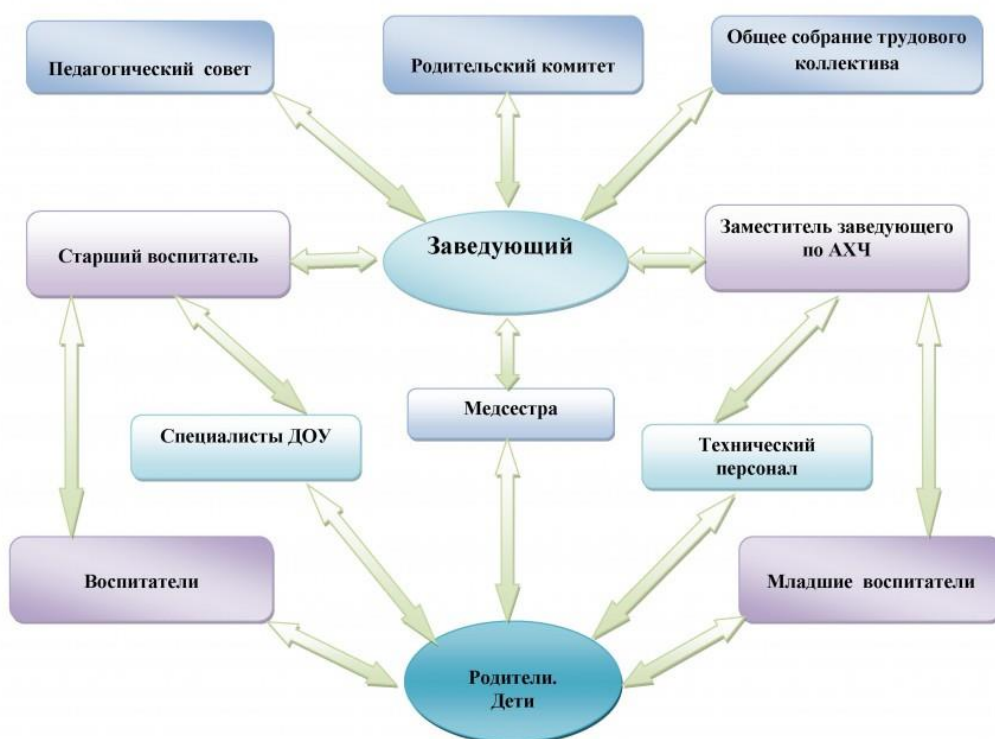 Педагогический совет
Родительский комитет
Общее собрание трудового
коллектива
Старший воспитатель
Заведующий
Заместитель заведующего
по АХЧ
Специалисты ДОУ
Медсестра
Технический
персонал
Воспитатели
Младшие воспитатели
Родители.
Дети